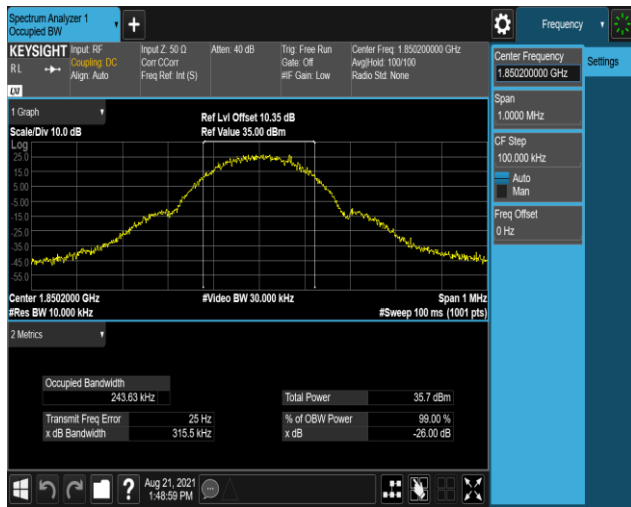 Spectrum Analyzer 1
Occupied BW
Frequency
KEYSIGHT
RL
LXI
Input: RF
Coupling: DC
Align: Auto
Input Z: 50 Ω
Corr CCorr
Freq Ref: Int (S)
Atten: 40 dB
Trig: Free Run
Gate: Off
#IF Gain: Low
Center Freq: 1.850200000 GHz
Avg|Hold: 100/100
Radio Std: None
Center Frequency
1.850200000 GHz
Settings
Span
1.0000 MHz
CF Step
100.000 kHz
Auto
Man
Freq Offset
0 Hz
1 Graph
Scale/Div 10.0 dB
Ref Lvl Offset 10.35 dB
Ref Value 35.00 dBm
Log
25.0
15.0
5.00
-5.00
-15.0
-25.0
-35.0
-45.0
-55.0
Center 1.8502000 GHz
#Res BW 10.000 kHz
#Video BW 30.000 kHz
Span 1 MHz
#Sweep 100 ms (1001 pts)
2 Metrics
Occupied Bandwidth
243.63 kHz
Total Power 35.7 dBm
Transmit Freq Error 25 Hz
% of OBW Power 99.00 %
x dB Bandwidth 315.5 kHz
x dB -26.00 dB
?
Aug 21, 2021
1:48:59 PM